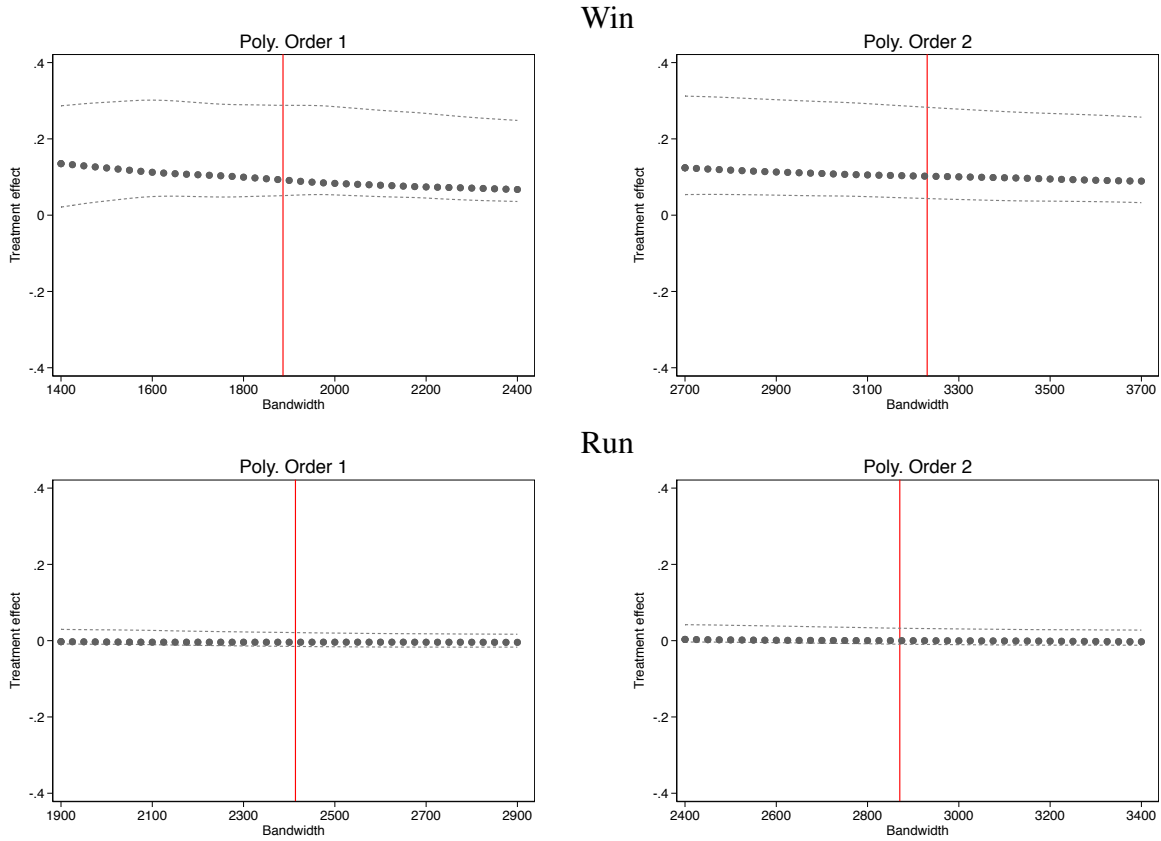 Win
Poly. Order 1
.4
.2
0
-.2
-.4
Treatment effect
1400 1600 1800 2000 2200 2400
Bandwidth
Poly. Order 2
.4
.2
0
-.2
-.4
Treatment effect
2700 2900 3100 3300 3500 3700
Bandwidth
Run
Poly. Order 1
.4
.2
0
-.2
-.4
Treatment effect
1900 2100 2300 2500 2700 2900
Bandwidth
Poly. Order 2
.4
.2
0
-.2
-.4
Treatment effect
2400 2600 2800 3000 3200 3400
Bandwidth